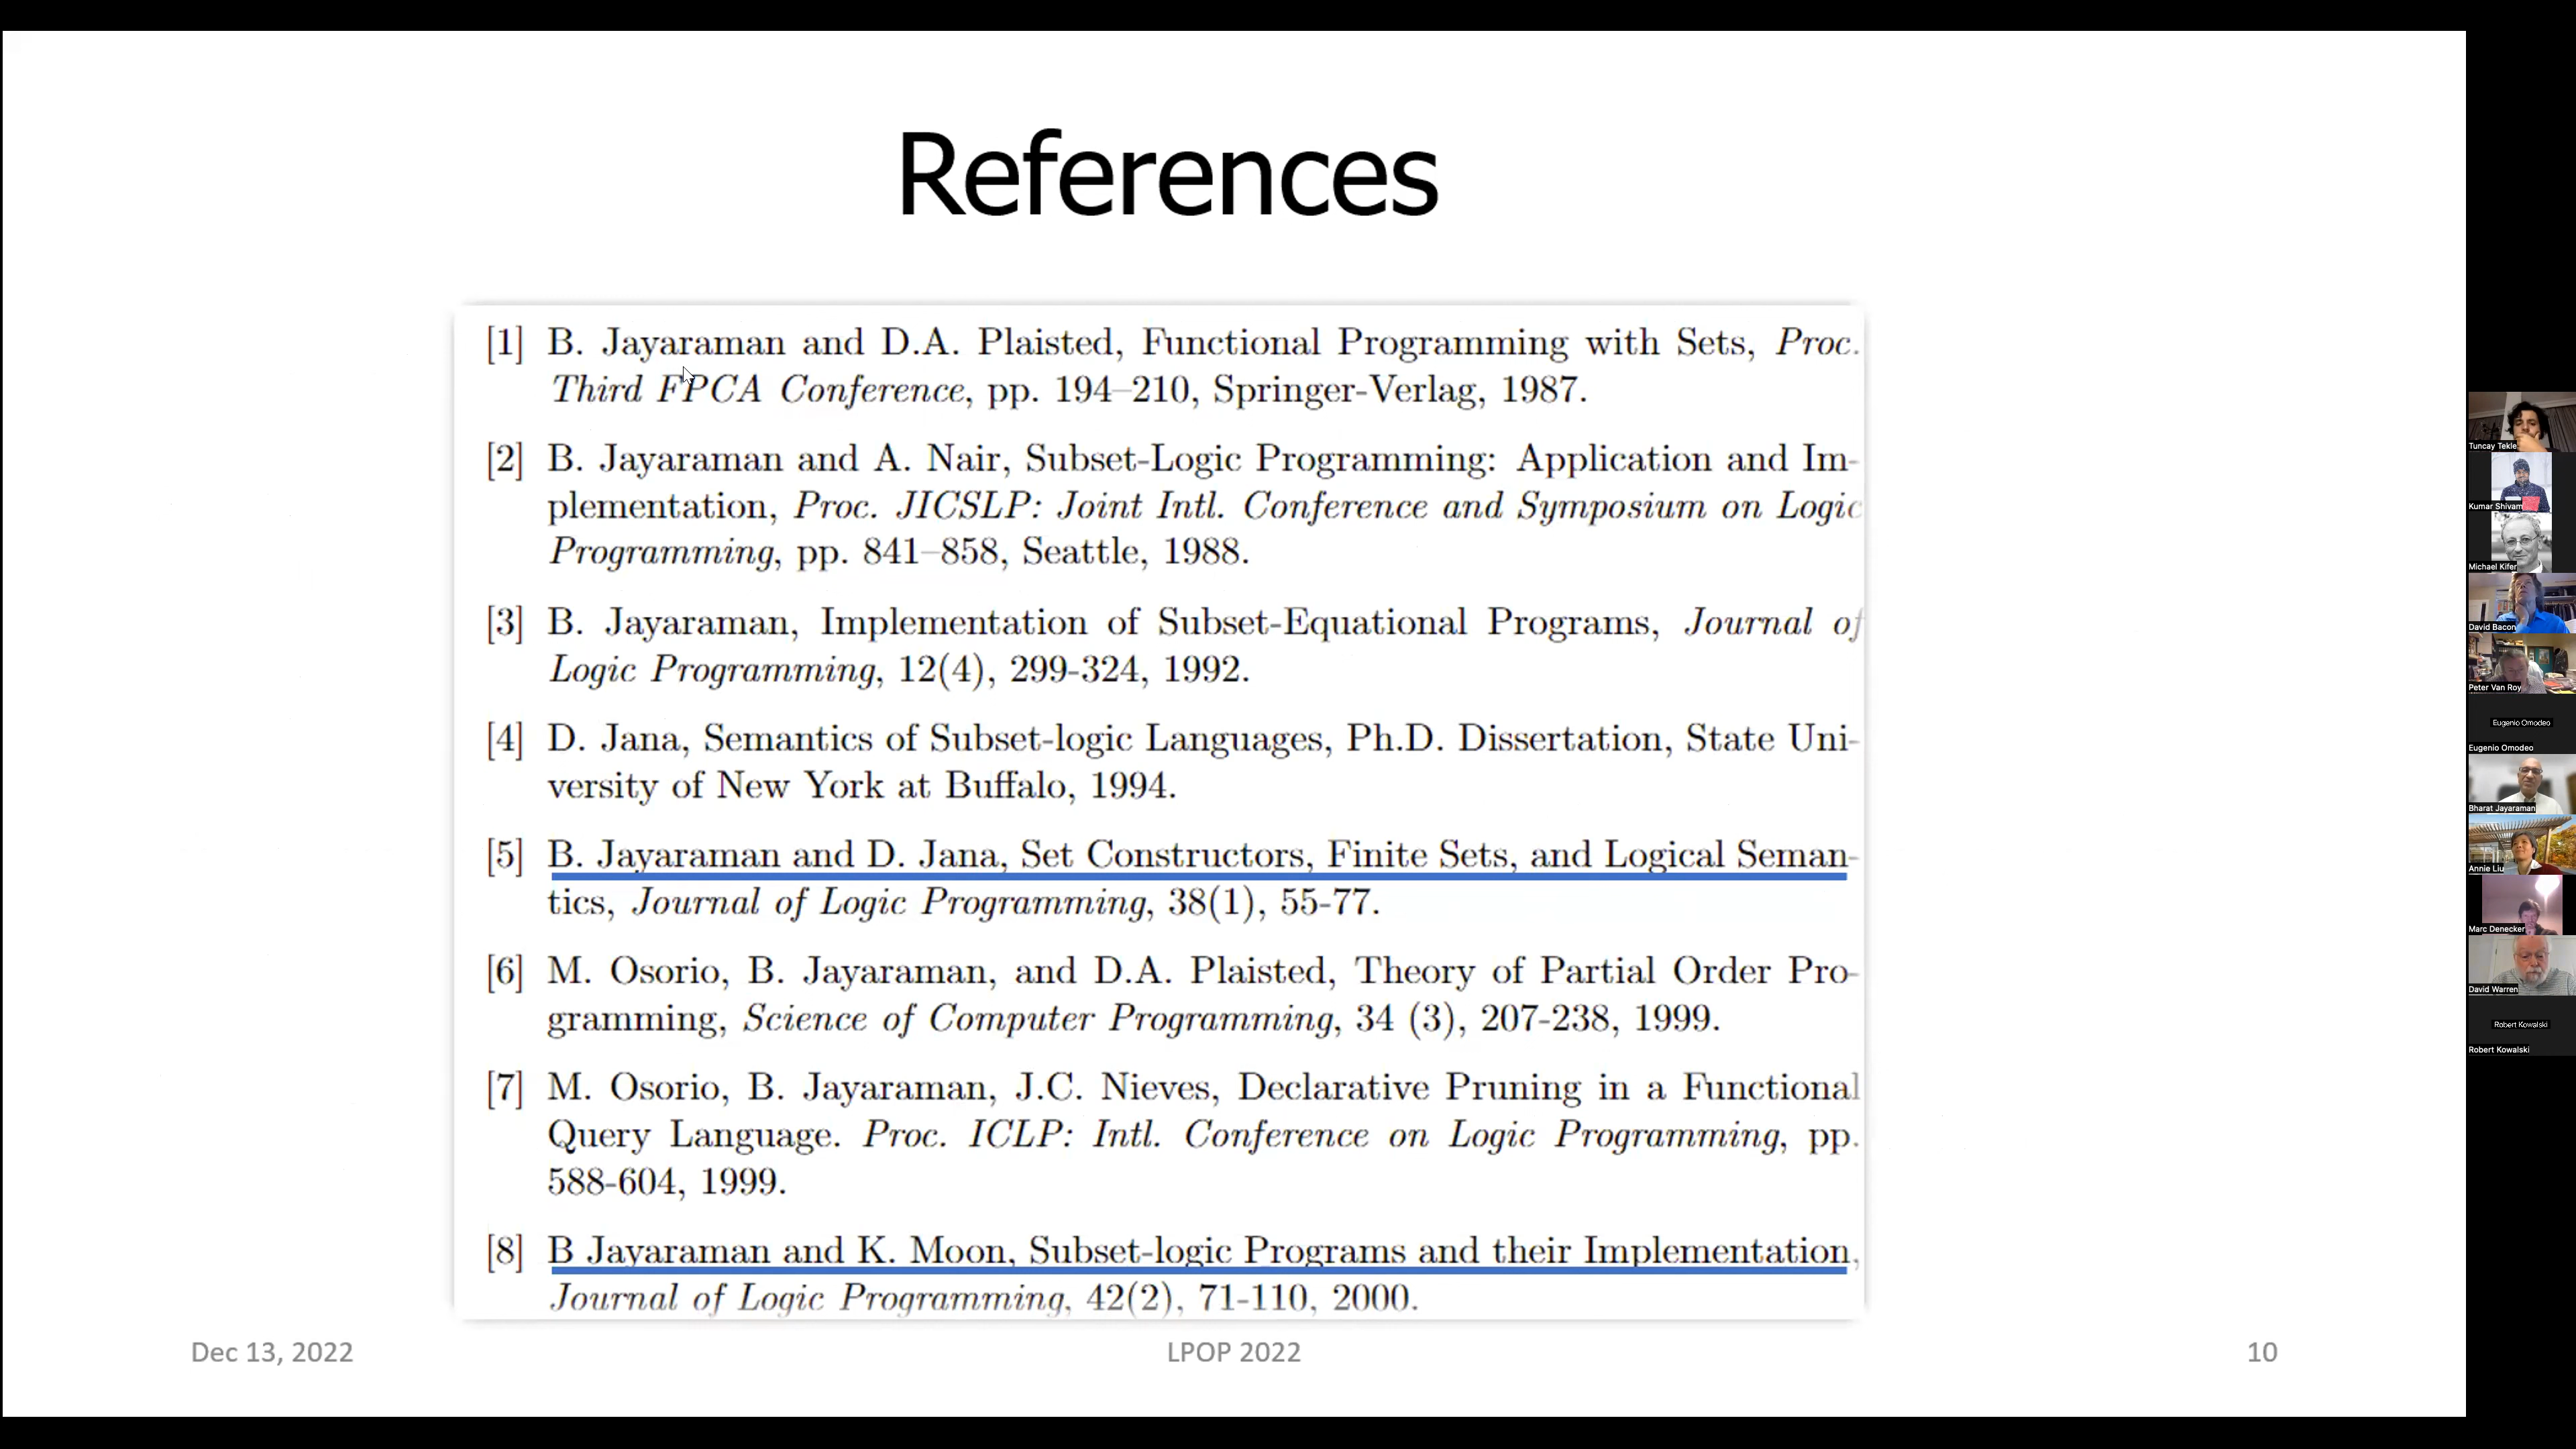 References
[1] B. Jayaraman and D.A. Plaisted, Functional Programming with Sets, Proc.
Third FPCA Conference, pp. 194–210, Springer-Verlag, 1987.
[2] B. Jayaraman and A. Nair, Subset-Logic Programming: Application and Im-
plementation, Proc. JICSLP: Joint Intl. Conference and Symposium on Logic
Programming, pp. 841–858, Seattle, 1988.
[3] B. Jayaraman, Implementation of Subset-Equational Programs, Journal of
Logic Programming, 12(4), 299-324, 1992.
[4] D. Jana, Semantics of Subset-logic Languages, Ph.D. Dissertation, State Uni-
versity of New York at Buffalo, 1994.
[5] B. Jayaraman and D. Jana, Set Constructors, Finite Sets, and Logical Seman-
tics, Journal of Logic Programming, 38(1), 55-77.
[6] M. Osorio, B. Jayaraman, and D.A. Plaisted, Theory of Partial Order Pro-
gramming, Science of Computer Programming, 34 (3), 207-238, 1999.
[7] M. Osorio, B. Jayaraman, J.C. Nieves, Declarative Pruning in a Functional
Query Language. Proc. ICLP: Intl. Conference on Logic Programming, pp.
588-604, 1999.
[8] B Jayaraman and K. Moon, Subset-logic Programs and their Implementation,
Journal of Logic Programming, 42(2), 71-110, 2000.
Dec 13, 2022
LPOP 2022
10
Tuncay Tekle
Kumar Shivam
Michael Kifer
David Bacon
Peter Van Roy
Eugenio Omodeo
Eugenio Omodeo
Bharat Jayaraman
Annie Liu
Marc Denecker
David Warren
Robert Kowalski
Robert Kowalski